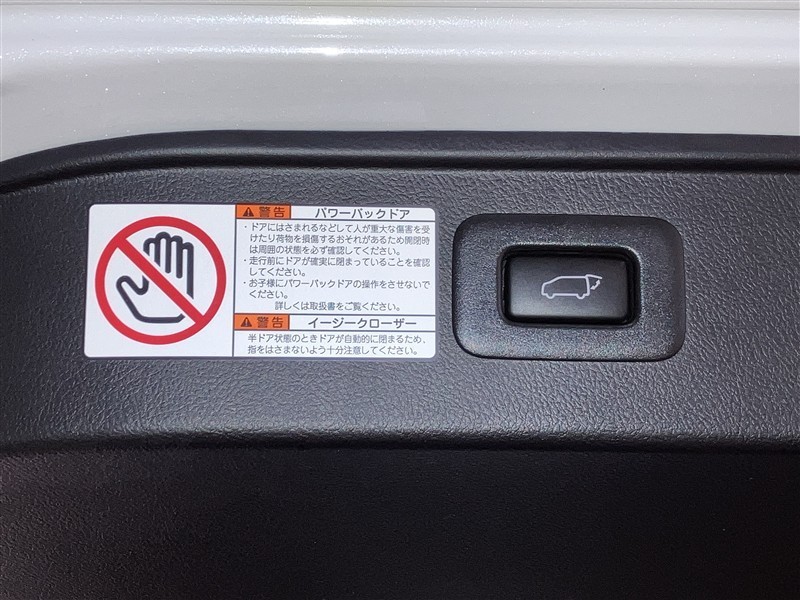 警告 パワーバックドア
・ドアにはさまれるなどして人が重大な傷害を受
けたり荷物を損傷するおそれがあるため開閉時
は周囲の状態を必ず確認してください。
・走行前にドアが確実に閉まっていることを確認
してください。
・お子様にパワーバックドアの操作をさせないで
ください。
詳しくは取扱書をご覧ください。
警告 イージークローザー
半ドア状態のときドアが自動的に閉まるため、
指をはさまないよう十分注意してください。